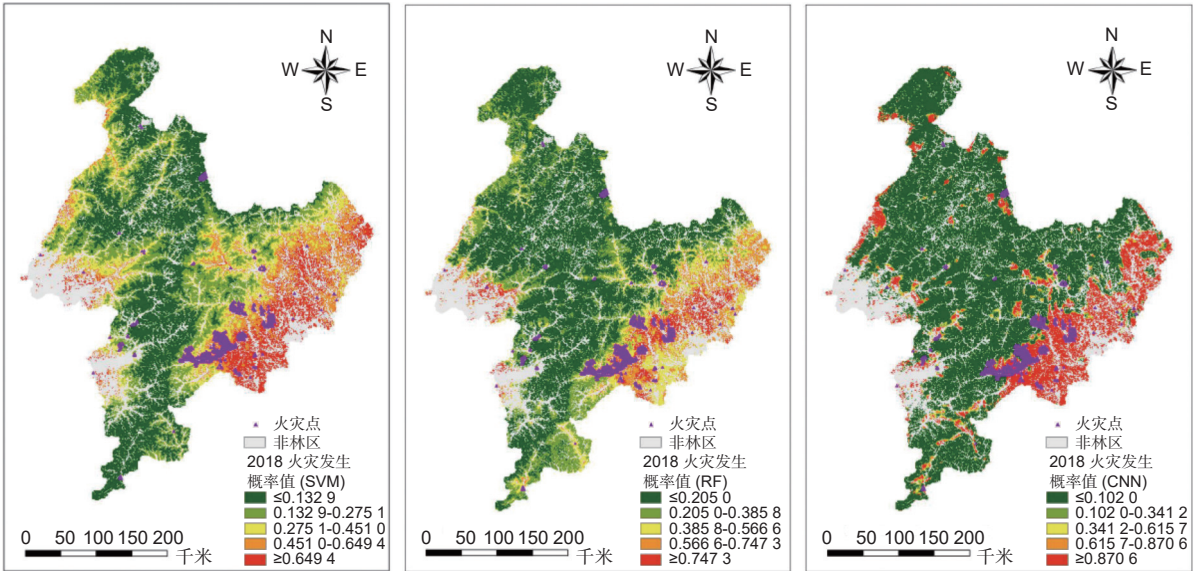 N
W E
S
火灾点
非林区
2018 火灾发生
概率值 (SVM)
≤0.132 9
0.132 9-0.275 1
0.275 1-0.451 0
0.451 0-0.649 4
≥0.649 4
0 50 100 150 200
千米
N
W E
S
火灾点
非林区
2018 火灾发生
概率值 (RF)
≤0.205 0
0.205 0-0.385 8
0.385 8-0.566 6
0.566 6-0.747 3
≥0.747 3
0 50 100 150 200
千米
N
W E
S
火灾点
非林区
2018 火灾发生
概率值 (CNN)
≤0.102 0
0.102 0-0.341 2
0.341 2-0.615 7
0.615 7-0.870 6
≥0.870 6
0 50 100 150 200
千米